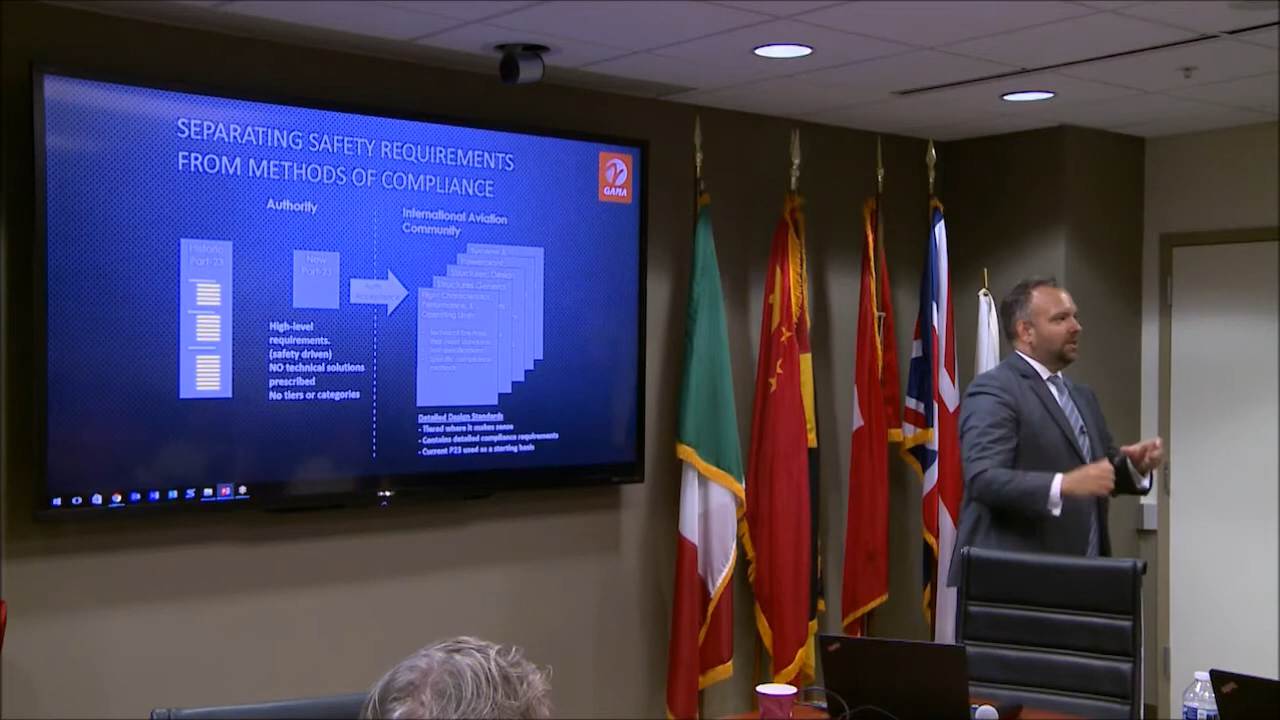 SEPARATING SAFETY REQUIREMENTS
FROM METHODS OF COMPLIANCE
GAMA
Authority
International Aviation
Community
Historic
Part-23
New
Part-23
Auth
Acceptance
Powerplant
Structures Design
Structures General
Flight Characteristics,
Performance, &
Operating Limits
High-level
requirements.
(safety driven)
NO technical solutions
prescribed
No tiers or categories
Detailed Design Standards
- Tiered where it makes sense
- Contains detailed compliance requirements
- Current P23 used as a starting basis